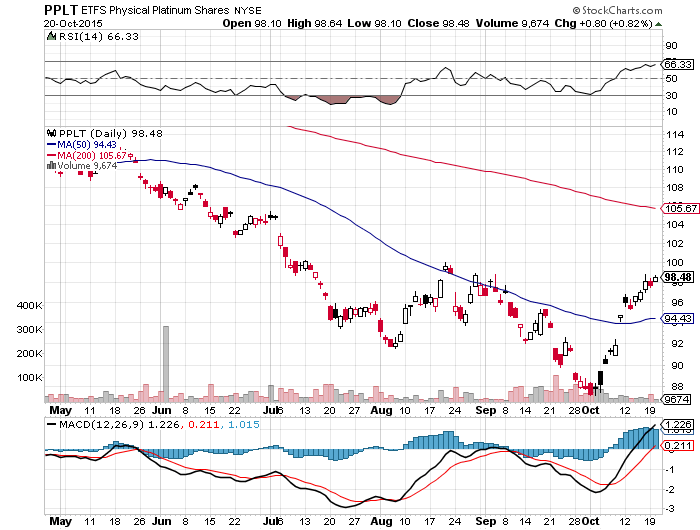 PPLT ETFS Physical Platinum Shares NYSE © StockCharts.com
20-Oct-2015 Open 98.10 High 98.64 Low 98.10 Close 98.48 Volume 9,674 Chg +0.80 (+0.82%)
RSI(14) 66.33
90
70
66.33
50
30
10
PPLT (Daily) 98.48
MA(50) 94.43
MA(200) 105.67
Volume 9,674
114
112
110
108
105.67
104
102
100
98.48
98
96
94.43
92
90
88
9674
400K
300K
200K
100K
May 11 18 26 Jun 8 15 22 Jul 6 13 20 27 Aug 10 17 24 Sep 8 14 21 28 Oct 12 19
MACD(12,26,9) 1.226, 0.211, 1.015
1.226
1.015
0.211
-1
-2
-3
May 11 18 26 Jun 8 15 22 Jul 6 13 20 27 Aug 10 17 24 Sep 8 14 21 28 Oct 12 19